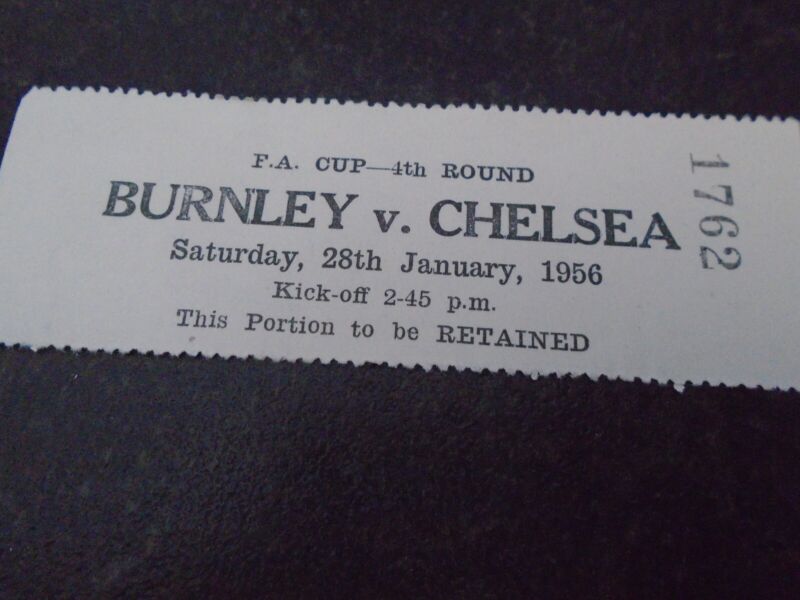 F.A. CUP—4th ROUND
BURNLEY v. CHELSEA
Saturday, 28th January, 1956
Kick-off 2-45 p.m.
This Portion to be RETAINED
1762